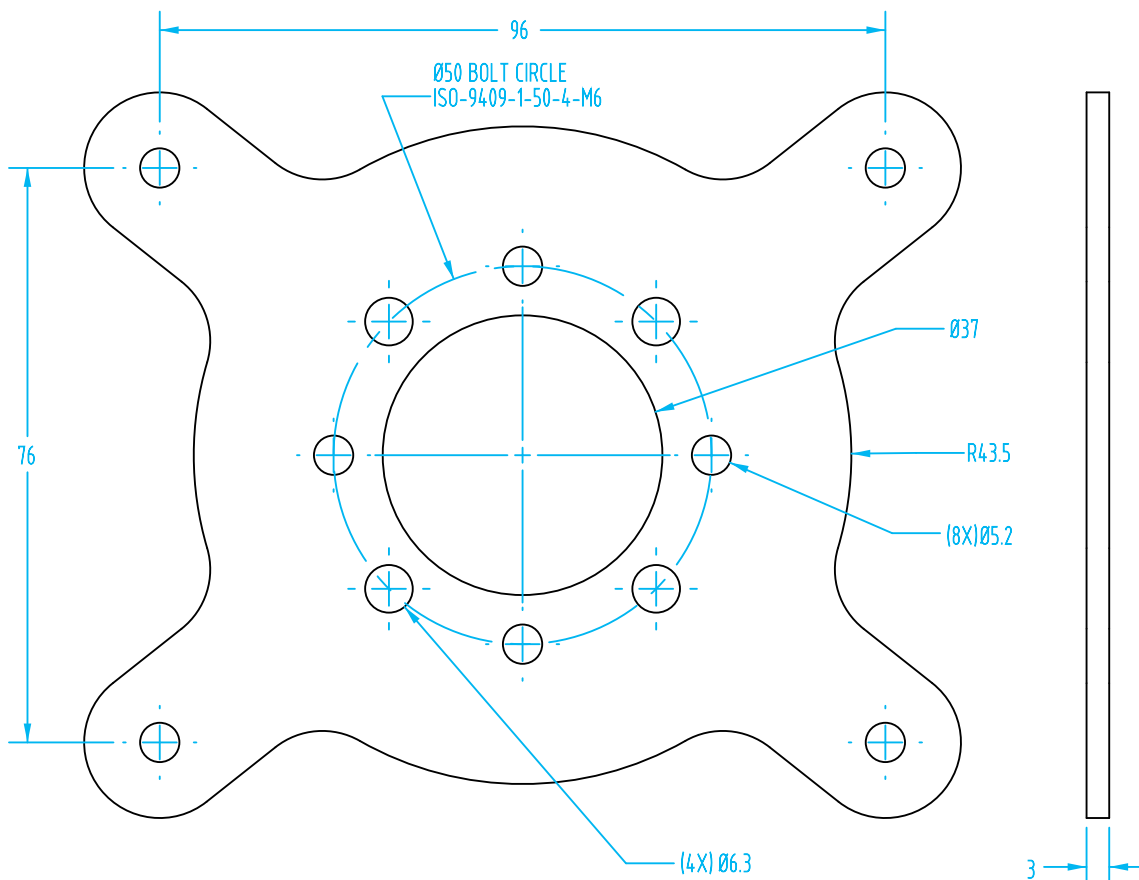 96
Ø50 BOLT CIRCLE
ISO-9409-1-50-4-M6
Ø37
76
R43.5
(8X)Ø5.2
(4X) Ø6.3
3